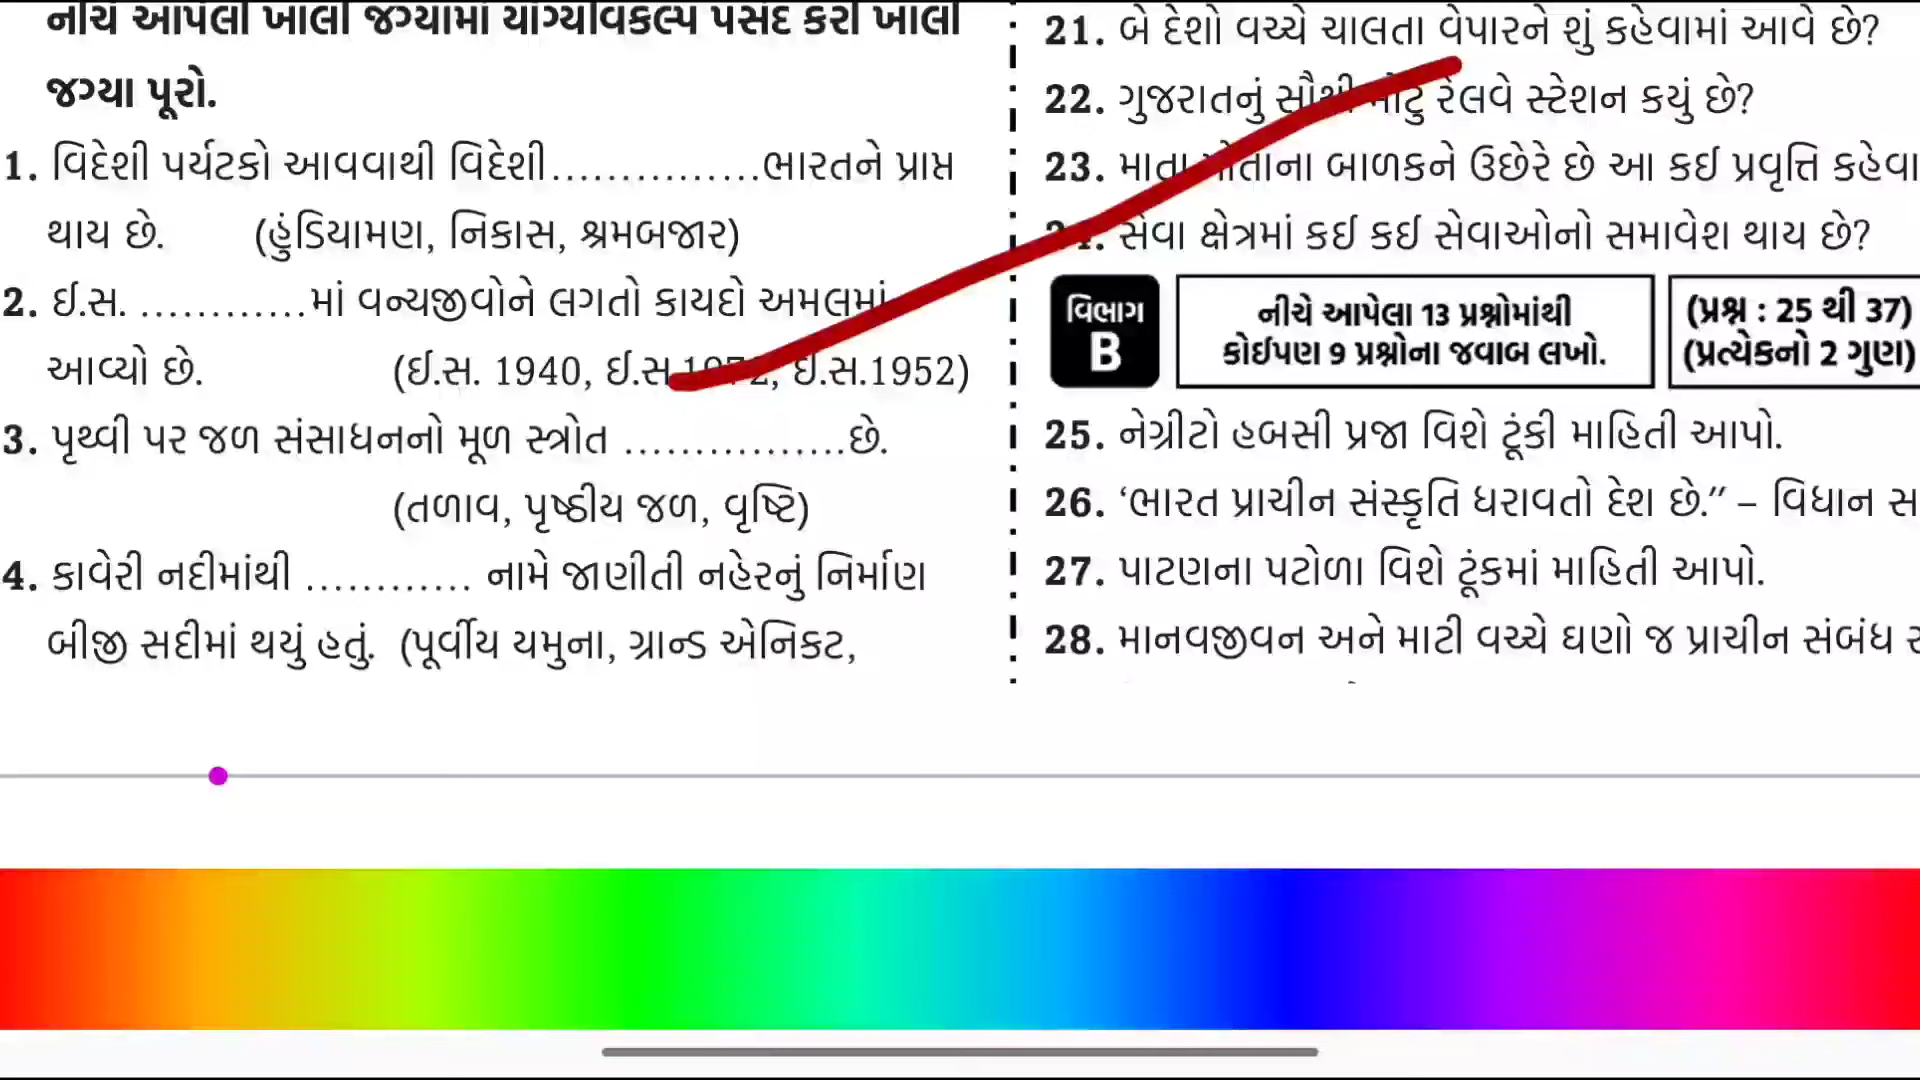 નીચે આપેલી ખાલી જગ્યામાં યોગ્યવિકલ્પ પસંદ કરી ખાલી
જગ્યા પૂરો.
1. વિદેશી પર્યટકો આવવાથી વિદેશી...............ભારતને પ્રાપ્ત
થાય છે. (હુંડિયામણ, નિકાસ, શ્રમબજાર)
2. ઈ.સ. ............માં વન્યજીવોને લગતો કાયદો અમલમાં
આવ્યો છે. (ઈ.સ. 1940, ઈ.સ.1972, ઈ.સ.1952)
3. પૃથ્વી પર જળ સંસાધનનો મૂળ સ્ત્રોત ................છે.
(તળાવ, પૃષ્ઠીય જળ, વૃષ્ટિ)
4. કાવેરી નદીમાંથી ............ નામે જાણીતી નહેરનું નિર્માણ
બીજી સદીમાં થયું હતું. (પૂર્વીય યમુના, ગ્રાન્ડ એનિકટ,
21. બે દેશો વચ્ચે ચાલતા વેપારને શું કહેવામાં આવે છે?
22. ગુજરાતનું સૌથી મોટું રેલવે સ્ટેશન કયું છે?
23. માતા પોતાના બાળકને ઉછેરે છે આ કઈ પ્રવૃત્તિ કહેવા
24. સેવા ક્ષેત્રમાં કઈ કઈ સેવાઓનો સમાવેશ થાય છે?
વિભાગ
B
નીચે આપેલા 13 પ્રશ્નોમાંથી
કોઈપણ 9 પ્રશ્નોના જવાબ લખો.
(પ્રશ્ન : 25 થી 37)
(પ્રત્યેકનો 2 ગુણ)
25. નેગ્રીટો હબસી પ્રજા વિશે ટૂંકી માહિતી આપો.
26. ‘ભારત પ્રાચીન સંસ્કૃતિ ધરાવતો દેશ છે.” – વિધાન સ
27. પાટણના પટોળા વિશે ટૂંકમાં માહિતી આપો.
28. માનવજીવન અને માટી વચ્ચે ઘણો જ પ્રાચીન સંબંધ